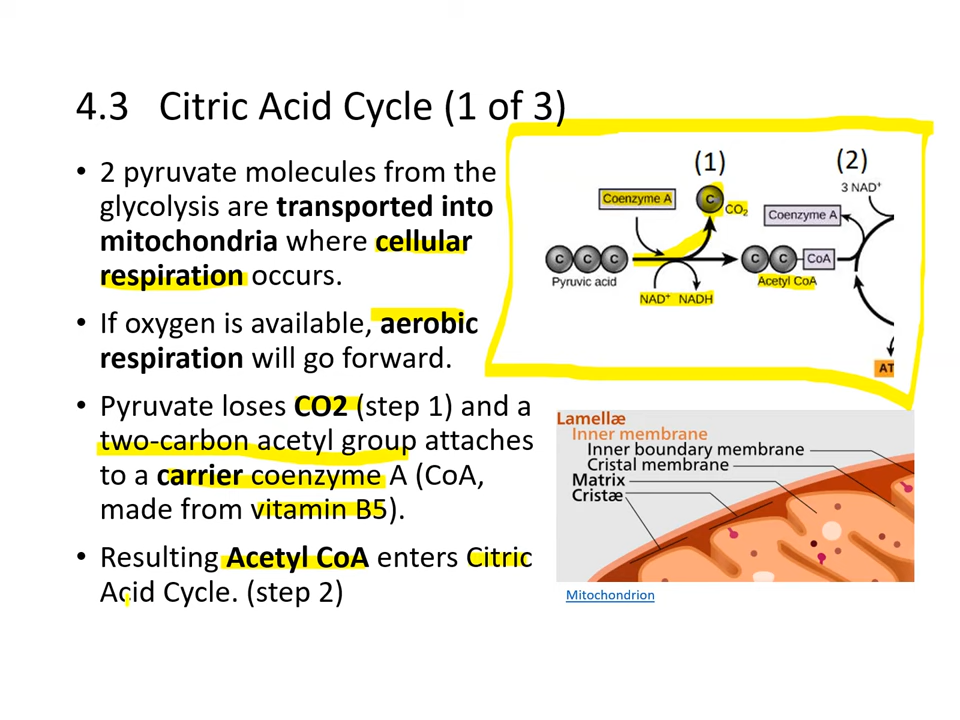 4.3 Citric Acid Cycle (1 of 3)
• 2 pyruvate molecules from the
glycolysis are transported into
mitochondria where cellular
respiration occurs.
• If oxygen is available, aerobic
respiration will go forward.
• Pyruvate loses CO2 (step 1) and a
two-carbon acetyl group attaches
to a carrier coenzyme A (CoA,
made from vitamin B5).
• Resulting Acetyl CoA enters Citric
Acid Cycle. (step 2)
(1)
(2)
3 NAD⁺
Coenzyme A
C
CO₂
Coenzyme A
C C C
C C CoA
Pyruvic acid
Acetyl CoA
NAD⁺ NADH
AT
Lamellæ
Inner membrane
Inner boundary membrane
Cristal membrane
Matrix
Cristæ
Mitochondrion